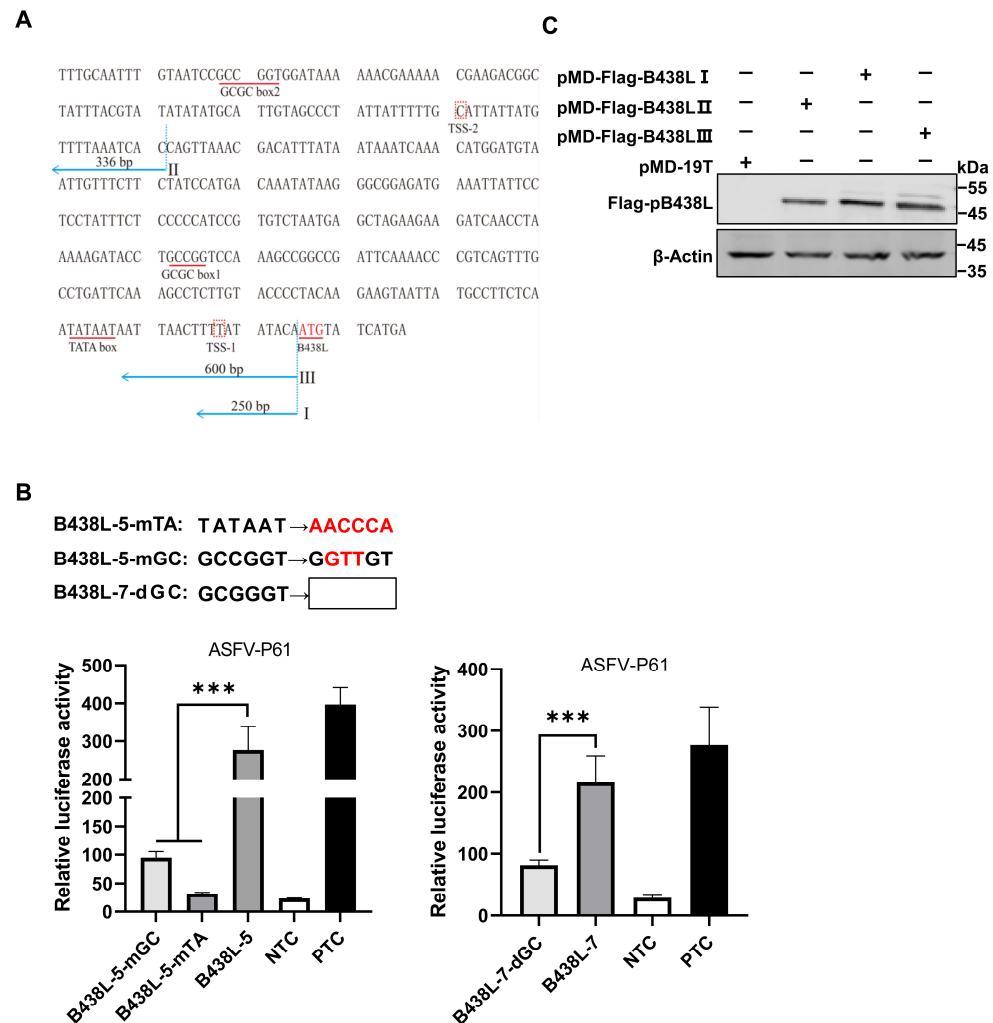 A
TTTGCAATTT GTAATCCGCC GGTGGATAAA AAACGAAAAA CGAAGACGGC
GCGC box2
TATTTACGTA TATATATGCA TTGTAGCCCT ATTATTTTTG CATTATTATG
TSS-2
TTTTAAATCA CCAGTTAAAC GACATTTATA ATAAATCAAA CATGGATGTA
336 bp II
ATTGTTTCTT CTATCCATGA CAAATATAAG GGCGGAGATG AAATTATTCC
TCCTATTTCT CCCCCATCCG TGTCTAATGA GCTAGAAGAA GATCAACCTA
AAAAGATACC TGCCGGTCCA AAGCCGGCCG ATTCAAAACC CGTCAGTTTG
GCGC box1
CCTGATTCAA AGCCTCTTGT ACCCCTACAA GAAGTAATTA TGCCTTCTCA
ATATAATAAT TAACTTTTAT ATACAATGTA TCATGA
TATA box TSS-1 B438L
600 bp III
250 bp I
B
B438L-5-mTA: TATAAT→AACCCA
B438L-5-mGC: GCCGGT→GGTTGT
B438L-7-dGC: GCGGGT→
ASFV-P61
Relative luciferase activity
500
400
300
200
200
150
100
50
0
***
B438L-5-mGC
B438L-5-mTA
B438L-5
NTC
PTC
ASFV-P61
Relative luciferase activity
400
300
200
100
0
***
B438L-7-dGC
B438L-7
NTC
PTC
C
pMD-Flag-B438L I − − + −
pMD-Flag-B438LII − + − −
pMD-Flag-B438LIII − − − +
pMD-19T + − − −
kDa
Flag-pB438L
55
45
β-Actin
45
35